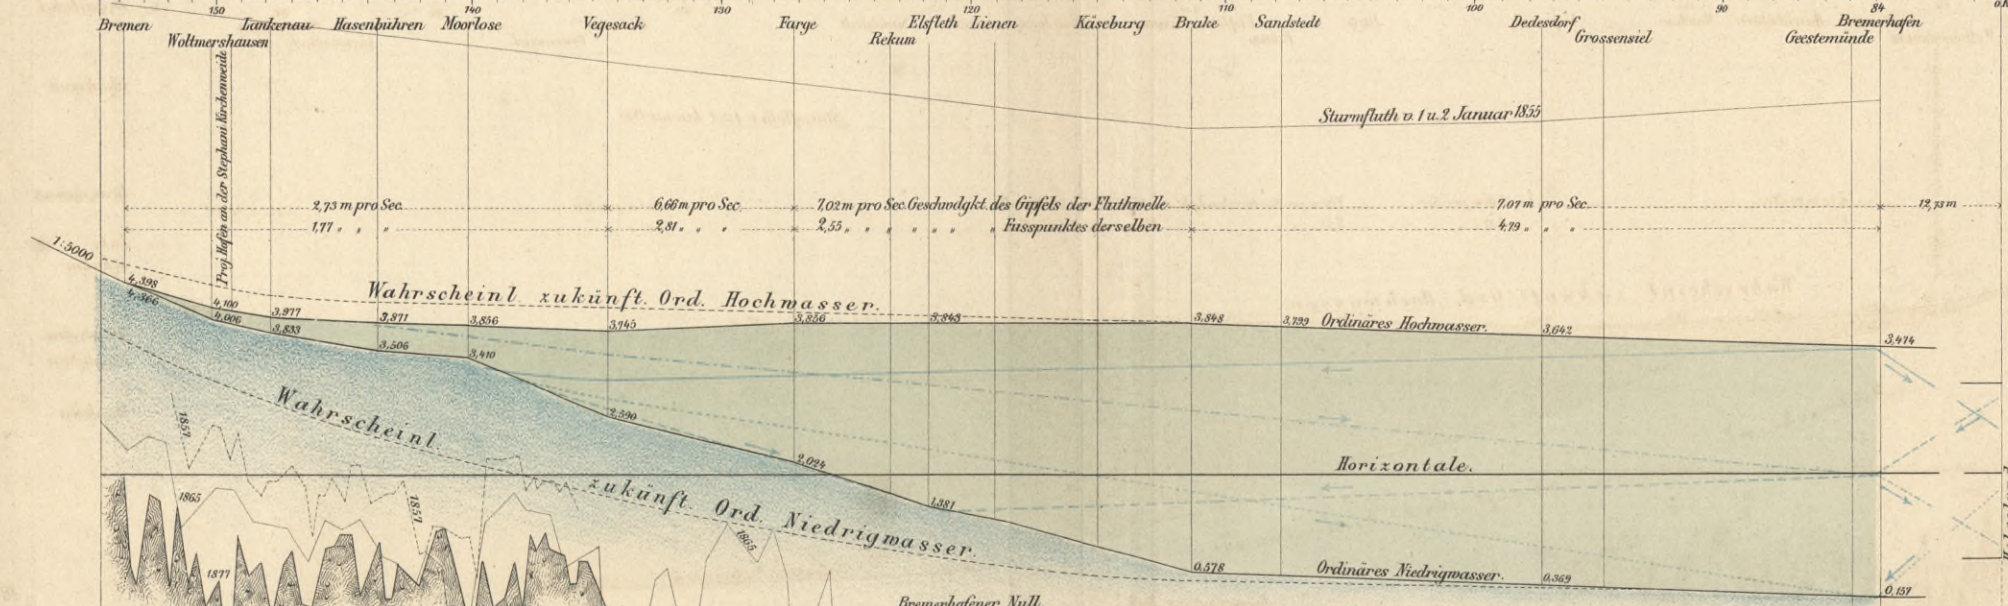 150 140 130 120 110 100 90 84
Bremen Lankenau Hasenbühren Moorlose Vegesack Farge Elsfleth Lienen Käseburg Brake Sandstedt Dedesdorf Bremerhafen
Woltmershausen Rekum Grossensiel Geestemünde
Proj. Hafen an der Stephani Kirchenweide
Sturmfluth v. 1 u. 2 Januar 1855
2,73 m pro Sec. 6,66 m pro Sec. 7,02 m pro Sec. Geschwdgkt. des Gipfels der Fluthwelle 7,07 m pro Sec. 12,73 m
1,77 " " " 2,81 " " " 2,55 " " " " " " " Fusspunktes derselben 4,79 " " "
1:5000
Wahrscheinl. zukünft. Ord. Hochwasser.
4,398 4,100 3,977 3,871 3,856 3,745 3,856 3,843 3,848 3,799 Ordinäres Hochwasser. 3,642 3,474
4,366 4,006 3,833 3,506 3,410
2,590
Wahrscheinl.
1857
2,024 Horizontale.
zukünft. Ord. Niedrigwasser.
1865 1857 1,381
1865
1877 0,578 Ordinäres Niedrigwasser. 0,369 0,157
Bremerhafener Null